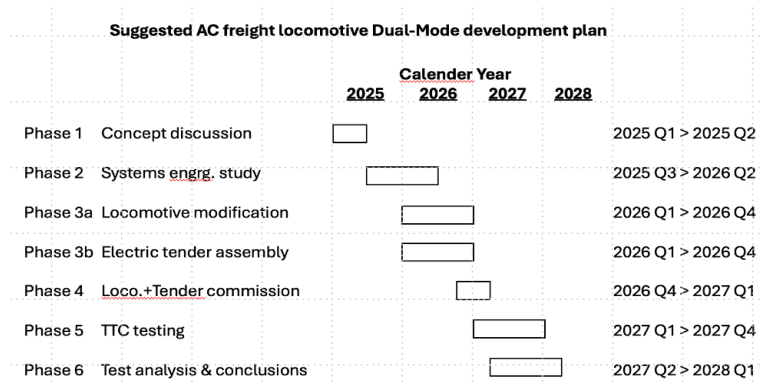 Suggested AC freight locomotive Dual-Mode development plan
Calender Year
2025 2026 2027 2028
Phase 1 Concept discussion 2025 Q1 > 2025 Q2
Phase 2 Systems engrg. study 2025 Q3 > 2026 Q2
Phase 3a Locomotive modification 2026 Q1 > 2026 Q4
Phase 3b Electric tender assembly 2026 Q1 > 2026 Q4
Phase 4 Loco.+Tender commission 2026 Q4 > 2027 Q1
Phase 5 TTC testing 2027 Q1 > 2027 Q4
Phase 6 Test analysis & conclusions 2027 Q2 > 2028 Q1